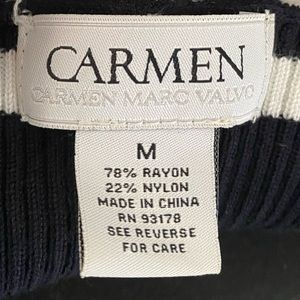 CARMEN
CARMEN MARC VALVO
M
78% RAYON
22% NYLON
MADE IN CHINA
RN 93178
SEE REVERSE
FOR CARE